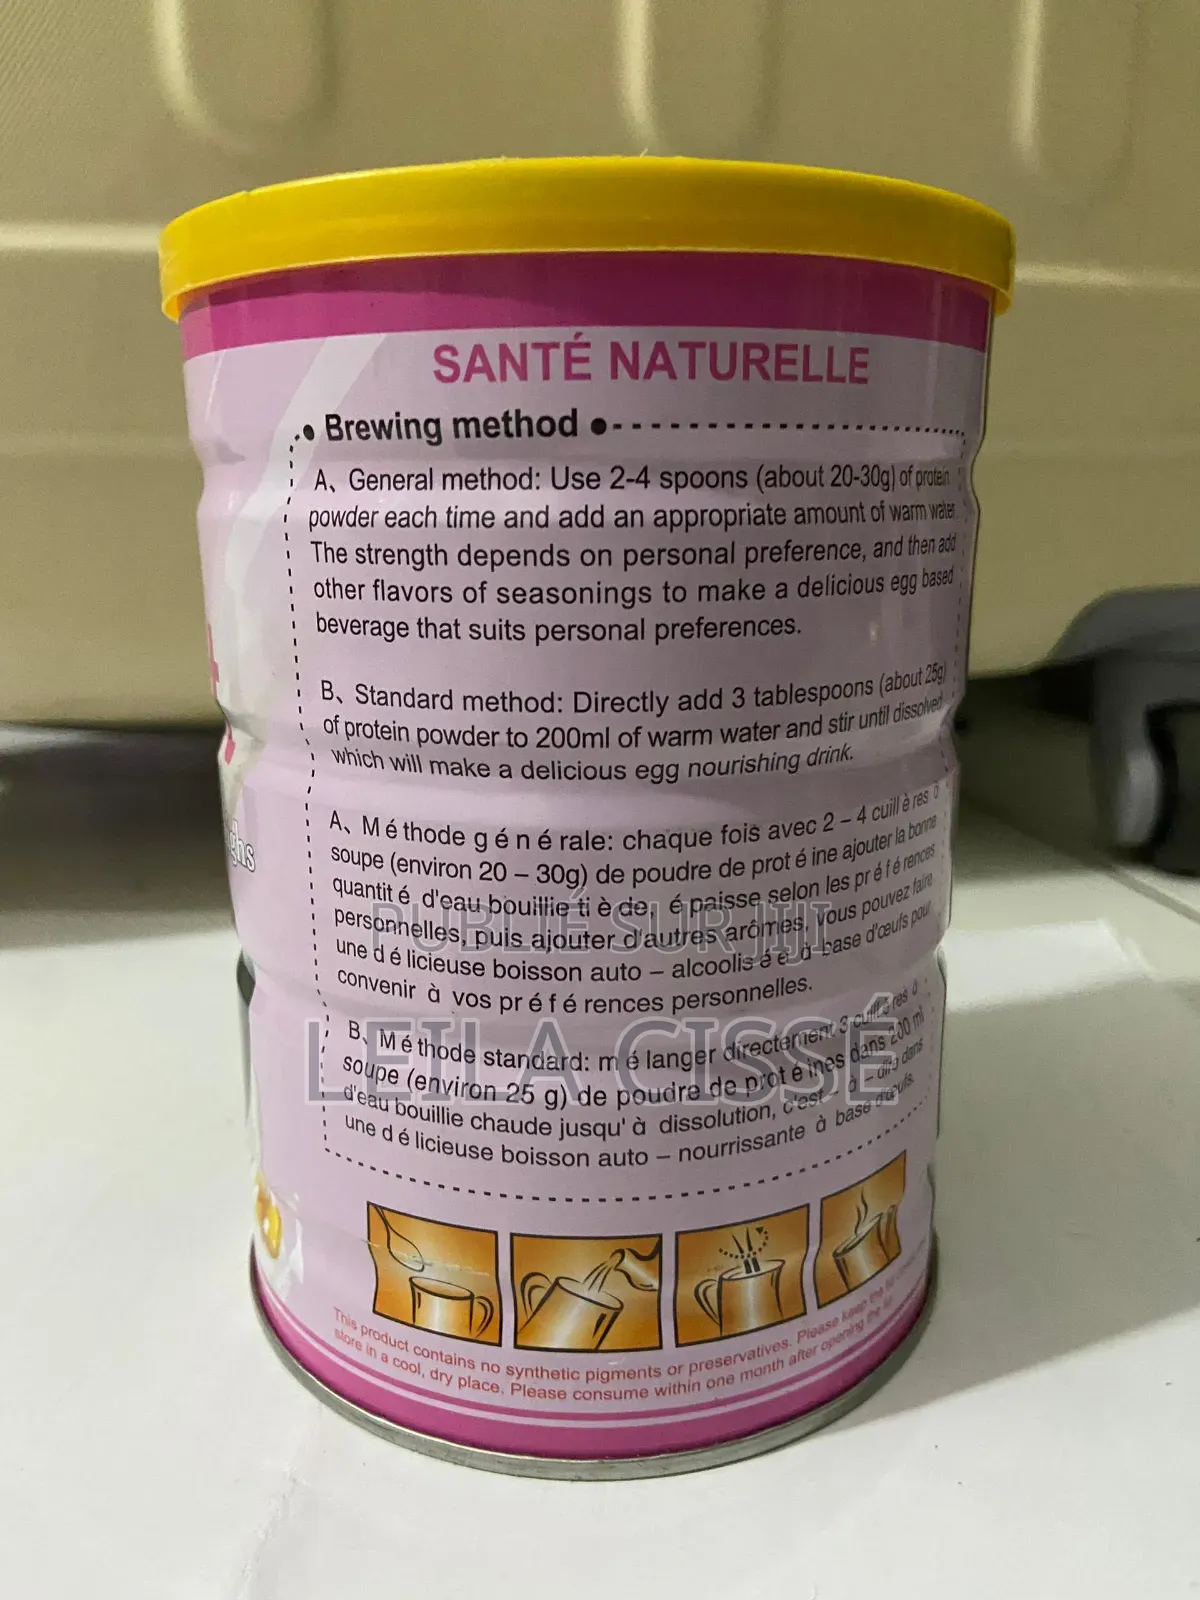 SANTÉ NATURELLE
Brewing method
A、General method: Use 2-4 spoons (about 20-30g) of protein
powder each time and add an appropriate amount of warm water.
The strength depends on personal preference, and then add
other flavors of seasonings to make a delicious egg based
beverage that suits personal preferences.
B、Standard method: Directly add 3 tablespoons (about 25g)
of protein powder to 200ml of warm water and stir until dissolved,
which will make a delicious egg nourishing drink.
ghs
A、M é thode g é n é rale: chaque fois avec 2 – 4 cuill è res à
soupe (environ 20 – 30g) de poudre de prot é ine ajouter la bonne
quantit é d'eau bouillie ti è de, é paisse selon les pr é f é rences
personnelles, puis ajouter d'autres arômes, vous pouvez faire
une d é licieuse boisson auto – alcoolis é e à base d'œufs pour
convenir à vos pr é f é rences personnelles.
B、M é thode standard: m é langer directement 3 cuill è res à
soupe (environ 25 g) de poudre de prot é ines dans 200 ml
d'eau bouillie chaude jusqu' à dissolution, c'est – à – dire dans
une d é licieuse boisson auto – nourrissante à base d'œufs.
PUBLIÉ SUR JIJI
LEILA CISSÉ
This product contains no synthetic pigments or preservatives. Please keep the lid
store in a cool, dry place. Please consume within one month after opening the lid.